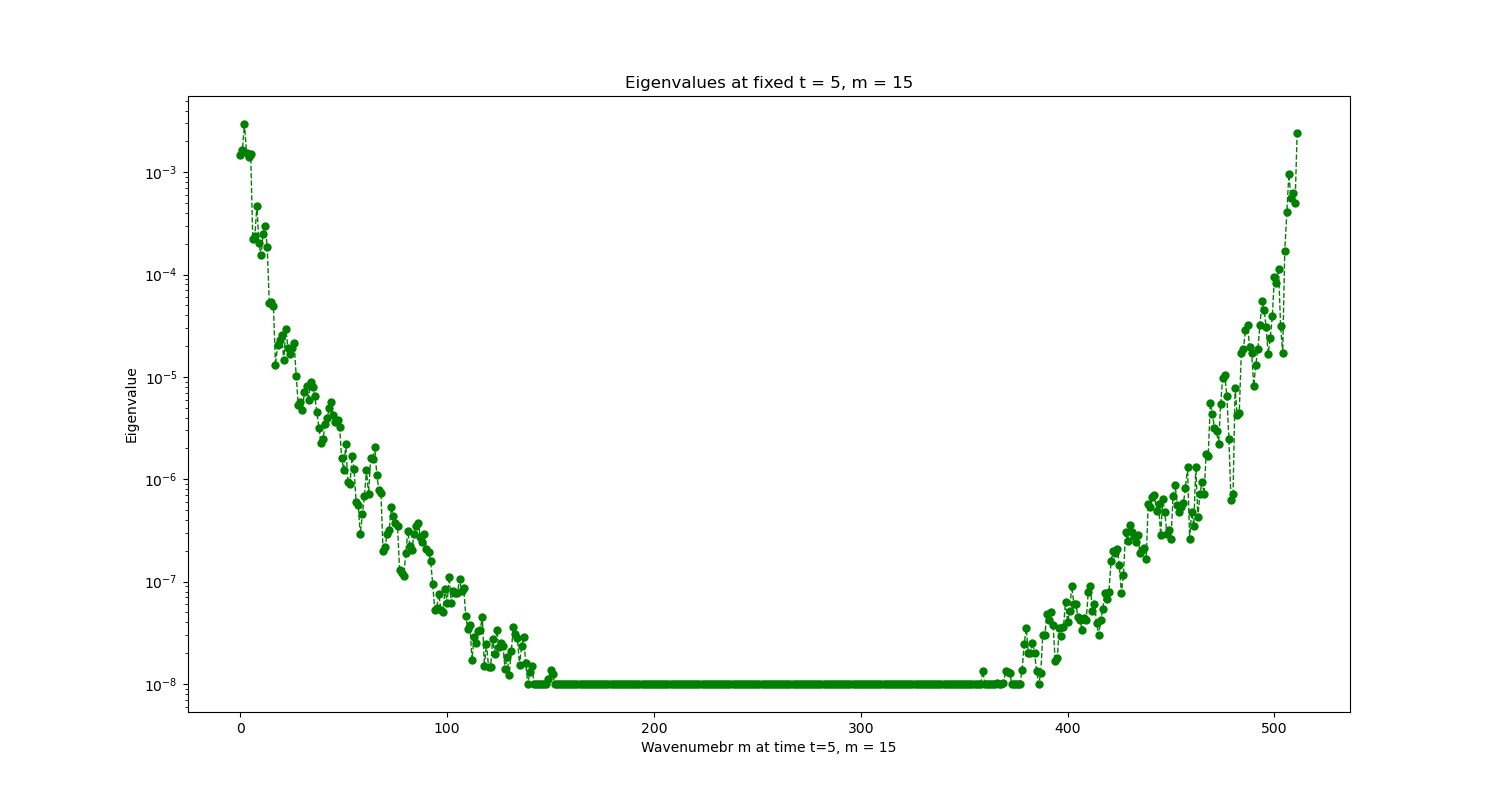 Eigenvalues at fixed t = 5, m = 15
10⁻³
10⁻⁴
10⁻⁵
10⁻⁶
10⁻⁷
10⁻⁸
Eigenvalue
0 100 200 300 400 500
Wavenumebr m at time t=5, m = 15